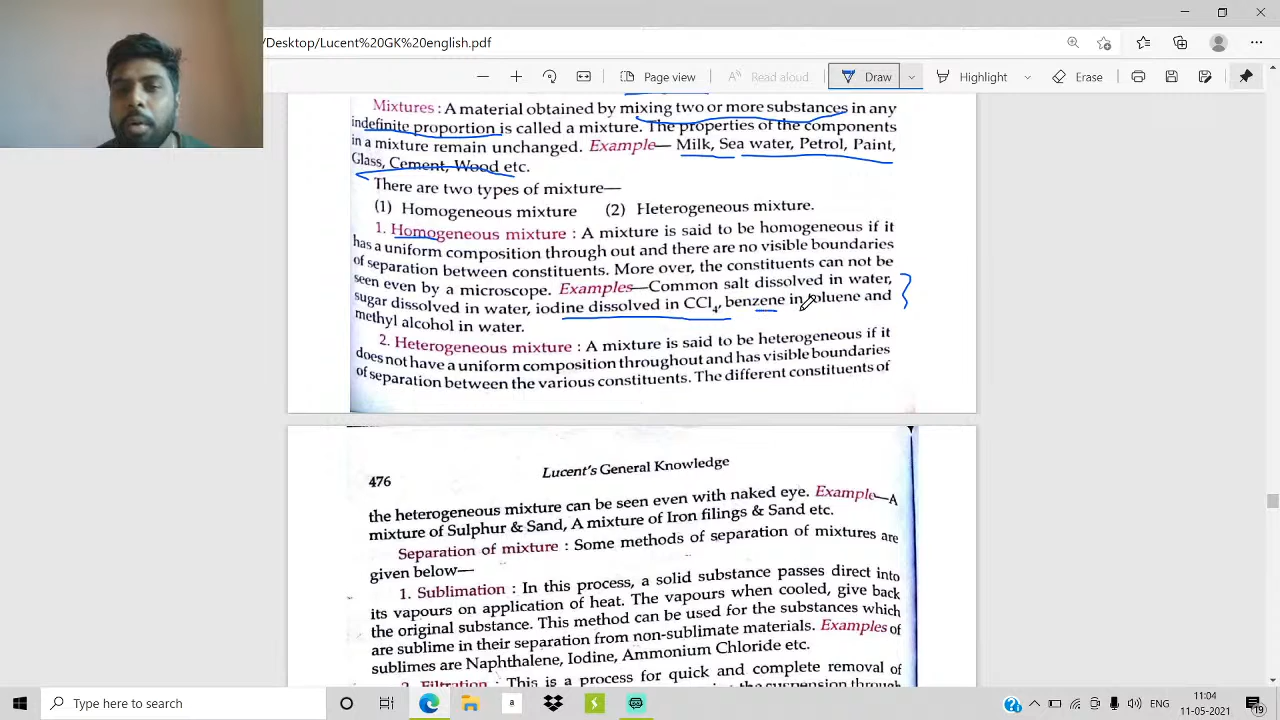 /Desktop/Lucent%20GK%20english.pdf
Page view
Read aloud
Draw
Highlight
Erase
Mixtures : A material obtained by mixing two or more substances in any
indefinite proportion is called a mixture. The properties of the components
in a mixture remain unchanged. Example— Milk, Sea water, Petrol, Paint,
Glass, Cement, Wood etc.
There are two types of mixture—
(1) Homogeneous mixture (2) Heterogeneous mixture.
1. Homogeneous mixture : A mixture is said to be homogeneous if it
has a uniform composition through out and there are no visible boundaries
of separation between constituents. More over, the constituents can not be
seen even by a microscope. Examples—Common salt dissolved in water,
sugar dissolved in water, iodine dissolved in CCl4, benzene in toluene and
methyl alcohol in water.
2. Heterogeneous mixture : A mixture is said to be heterogeneous if it
does not have a uniform composition throughout and has visible boundaries
of separation between the various constituents. The different constituents of
476
Lucent's General Knowledge
the heterogeneous mixture can be seen even with naked eye. Example—A
mixture of Sulphur & Sand, A mixture of Iron filings & Sand etc.
Separation of mixture : Some methods of separation of mixtures are
given below—
1. Sublimation : In this process, a solid substance passes direct into
its vapours on application of heat. The vapours when cooled, give back
the original substance. This method can be used for the substances which
are sublime in their separation from non-sublimate materials. Examples of
sublimes are Naphthalene, Iodine, Ammonium Chloride etc.
2. Filtration : This is a process for quick and complete removal of
the suspension through
Type here to search
a
ENG
11:04
11-05-2021
19